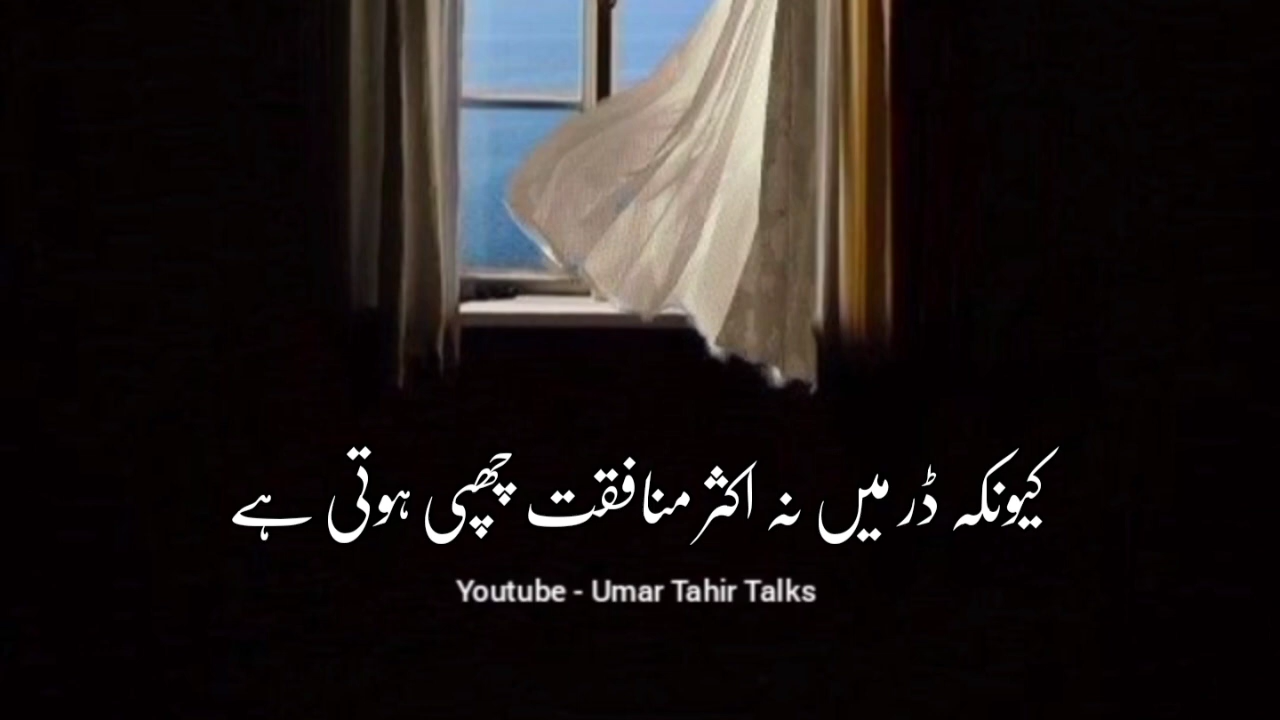 کیونکہ ڈر میں نہ اکثر منافقت چھپی ہوتی ہے
Youtube - Umar Tahir Talks